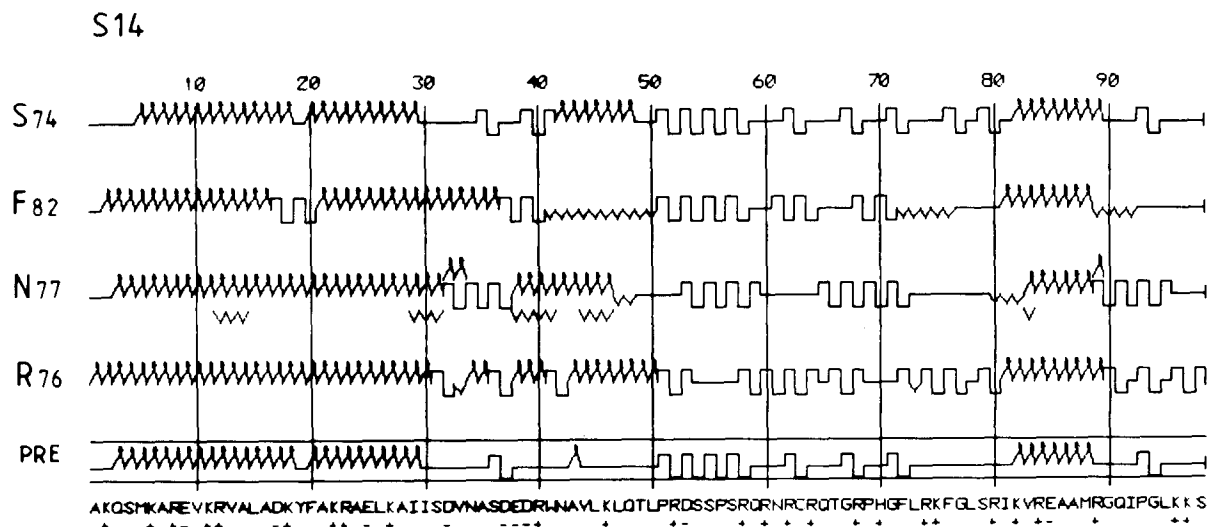 S14
10 20 30 40 50 60 70 80 90
S74
F82
N77
R76
PRE
AKQSMKAREVKRVALADKYFAKRAELKAIISDVNASDEDRWNAVLKLQTLPRDSSPSRQRNRCRQTGRPHGFLRKFGLSRIKVREAAMRGQIPGLKKS